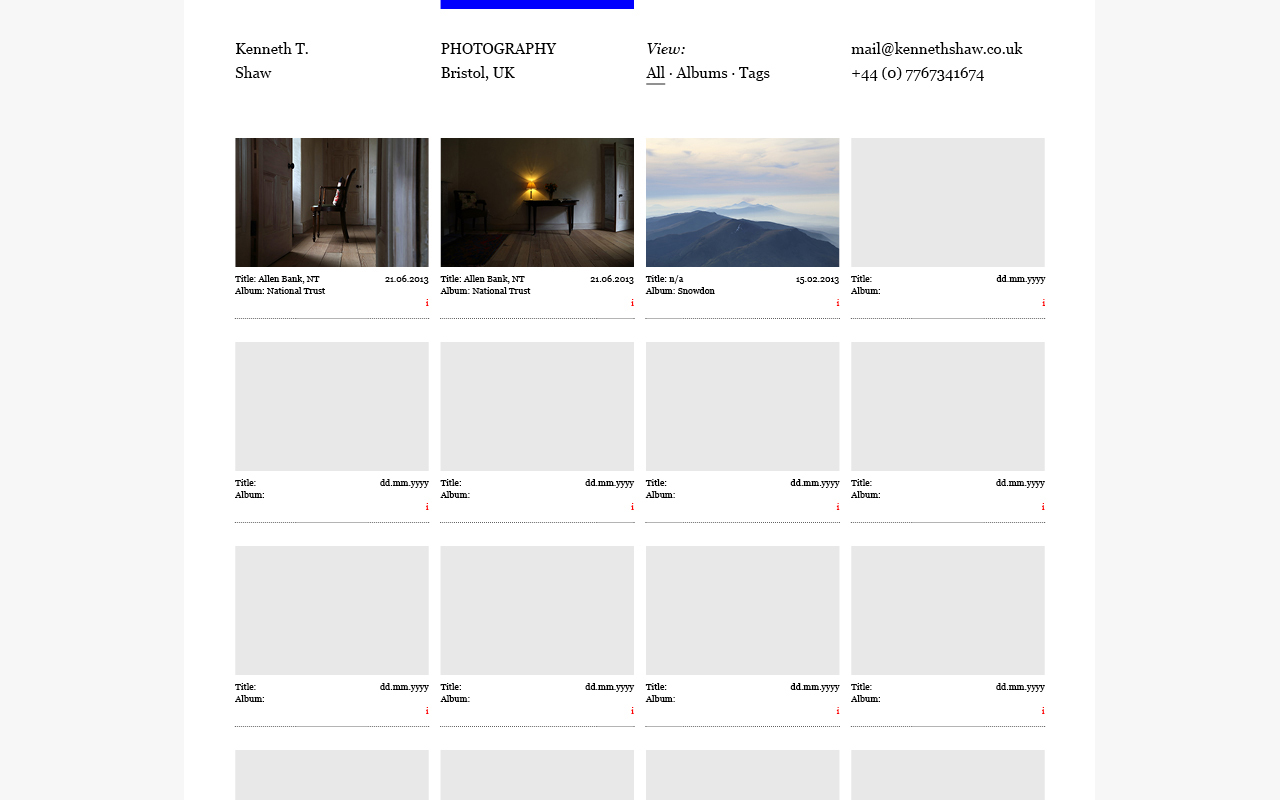 Kenneth T.
Shaw
PHOTOGRAPHY
Bristol, UK
View:
All · Albums · Tags
mail@kennethshaw.co.uk
+44 (0) 7767341674
Title: Allen Bank, NT 21.06.2013
Album: National Trust
i
Title: Allen Bank, NT 21.06.2013
Album: National Trust
i
Title: n/a 15.02.2013
Album: Snowdon
i
Title: dd.mm.yyyy
Album:
i
Title: dd.mm.yyyy
Album:
i
Title: dd.mm.yyyy
Album:
i
Title: dd.mm.yyyy
Album:
i
Title: dd.mm.yyyy
Album:
i
Title: dd.mm.yyyy
Album:
i
Title: dd.mm.yyyy
Album:
i
Title: dd.mm.yyyy
Album:
i
Title: dd.mm.yyyy
Album:
i